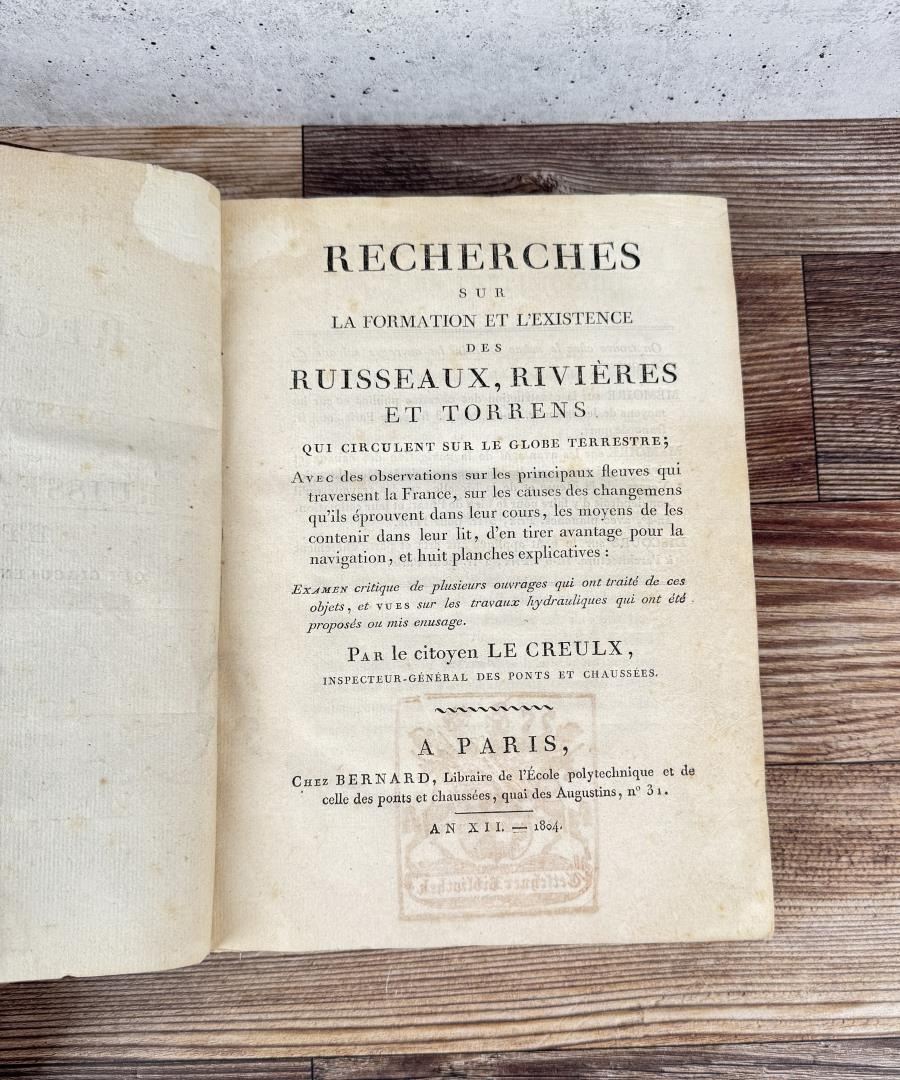 RECHERCHES
SUR
LA FORMATION ET L'EXISTENCE
DES
RUISSEAUX, RIVIÈRES
ET TORRENS
QUI CIRCULENT SUR LE GLOBE TERRESTRE;
AVEC des observations sur les principaux fleuves qui
traversent la France, sur les causes des changemens
qu'ils éprouvent dans leur cours, les moyens de les
contenir dans leur lit, d'en tirer avantage pour la
navigation, et huit planches explicatives :
EXAMEN critique de plusieurs ouvrages qui ont traité de ces
objets, et VUES sur les travaux hydrauliques qui ont été
proposés ou mis enusage.
PAR le citoyen LE CREULX,
INSPECTEUR-GÉNÉRAL DES PONTS ET CHAUSSÉES.
A PARIS,
CHEZ BERNARD, Libraire de l'École polytechnique et de
celle des ponts et chaussées, quai des Augustins, n° 31.
AN XII. — 1804.